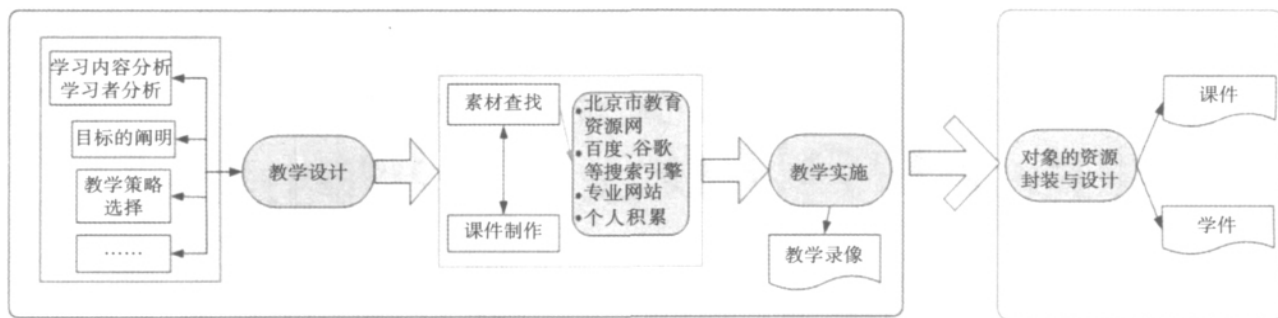 学习内容分析
学习者分析
目标的阐明
教学策略
选择
……
教学设计
素材查找
课件制作
•北京市教育
资源网
•百度、谷歌
等搜索引擎
•专业网站
•个人积累
教学实施
教学录像
对象的资源
封装与设计
课件
学件